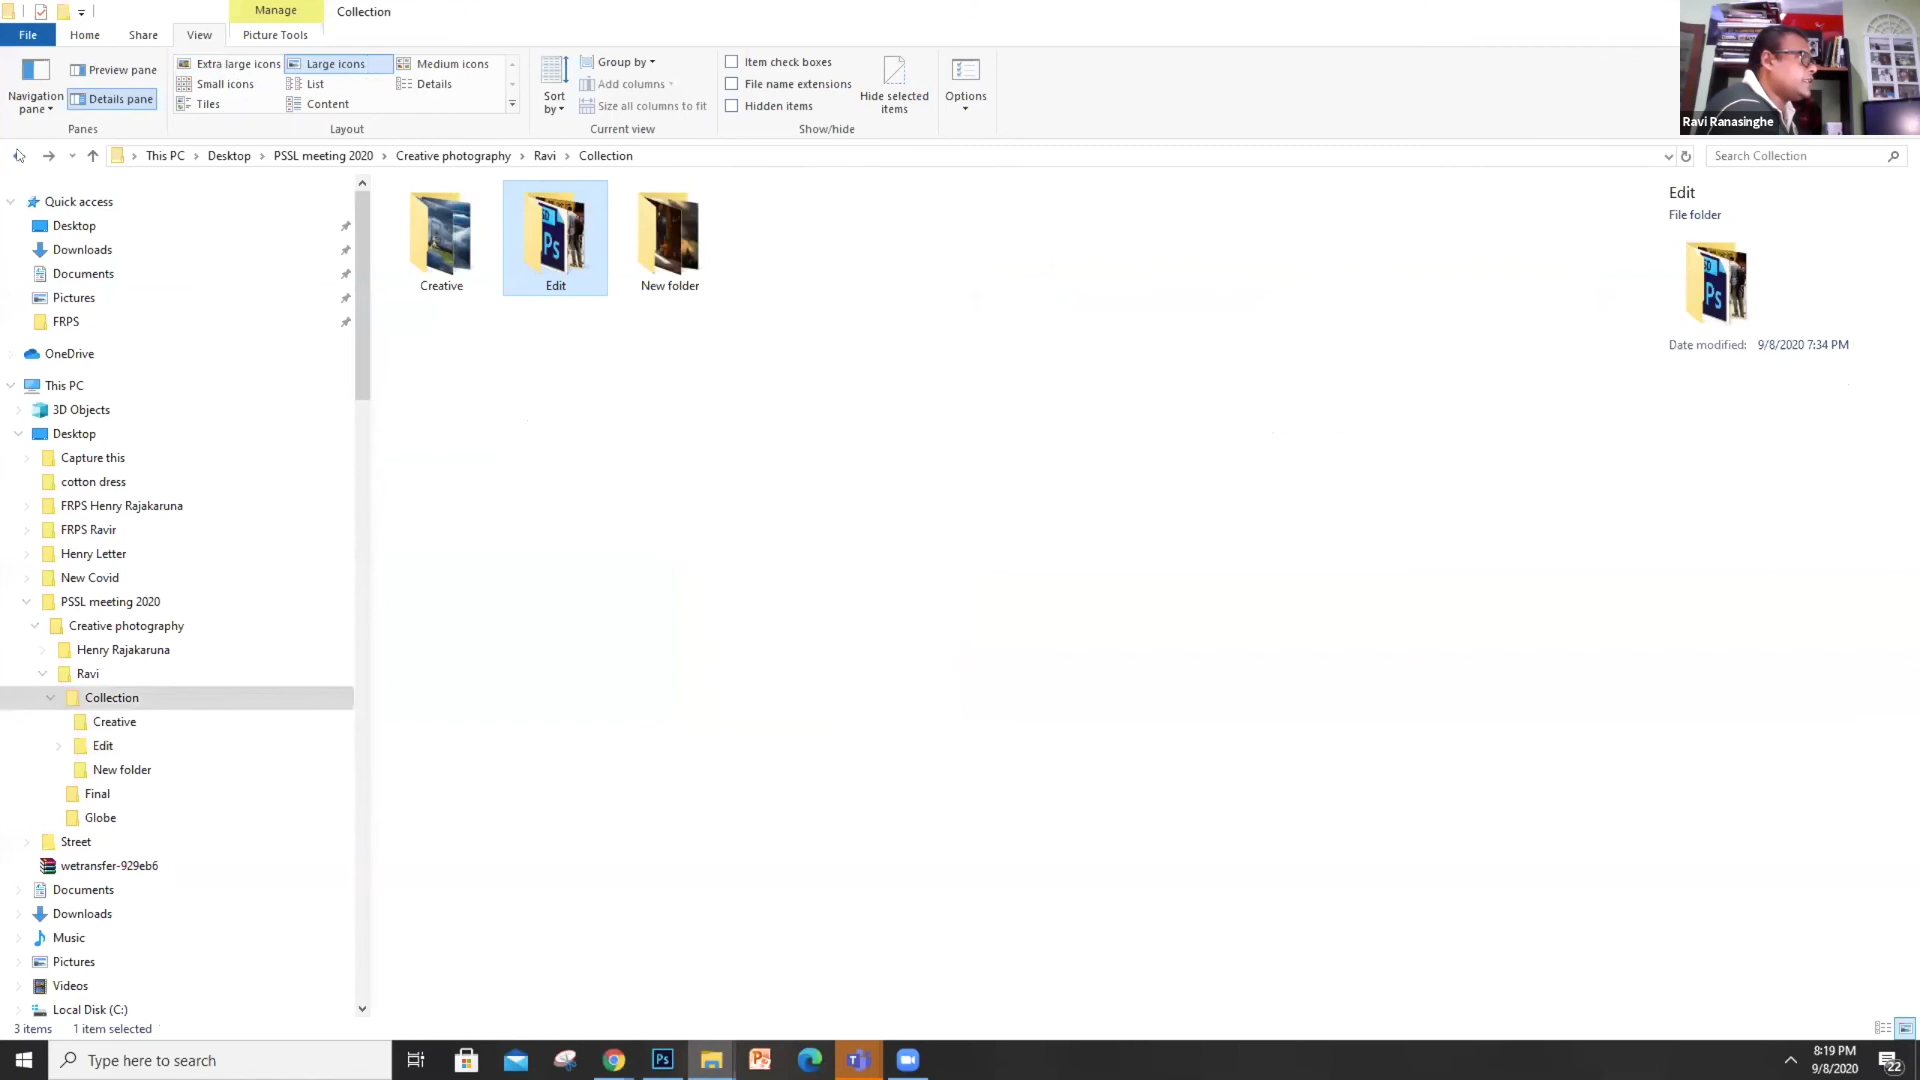 Manage
Collection
File
Home
Share
View
Picture Tools
Navigation
pane
Preview pane
Details pane
Panes
Extra large icons
Large icons
Medium icons
Small icons
List
Details
Tiles
Content
Layout
Sort
by
Group by
Add columns
Size all columns to fit
Current view
Item check boxes
File name extensions
Hidden items
Hide selected
items
Show/hide
Options
Ravi Ranasinghe
This PC > Desktop > PSSL meeting 2020 > Creative photography > Ravi > Collection
Search Collection
Quick access
Desktop
Downloads
Documents
Pictures
FRPS
OneDrive
This PC
3D Objects
Desktop
Capture this
cotton dress
FRPS Henry Rajakaruna
FRPS Ravir
Henry Letter
New Covid
PSSL meeting 2020
Creative photography
Henry Rajakaruna
Ravi
Collection
Creative
Edit
New folder
Final
Globe
Street
wetransfer-929eb6
Documents
Downloads
Music
Pictures
Videos
Local Disk (C:)
Creative
Edit
New folder
Edit
File folder
Date modified: 9/8/2020 7:34 PM
3 items 1 item selected
Type here to search
Ps
8:19 PM
9/8/2020
22